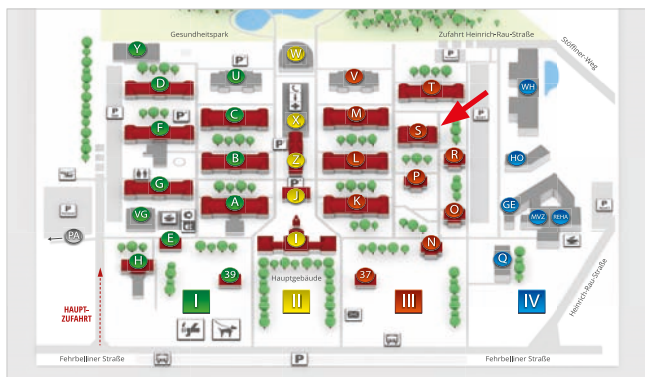 Gesundheitspark
Zufahrt Heinrich-Rau-Straße
Stöffiner-Weg
Y
W
P
U
V
D
T
WH
C
X
M
F
S
B
Z
L
R
HO
P
G
J
P
A
K
GE
VG
O
MVZ
REHA
P
PA
I
E
N
H
Q
39
Hauptgebäude
37
I
II
III
IV
HAUPT-
ZUFAHRT
Heinrich-Rau-Straße
Fehrbelliner Straße
P
Fehrbelliner Straße